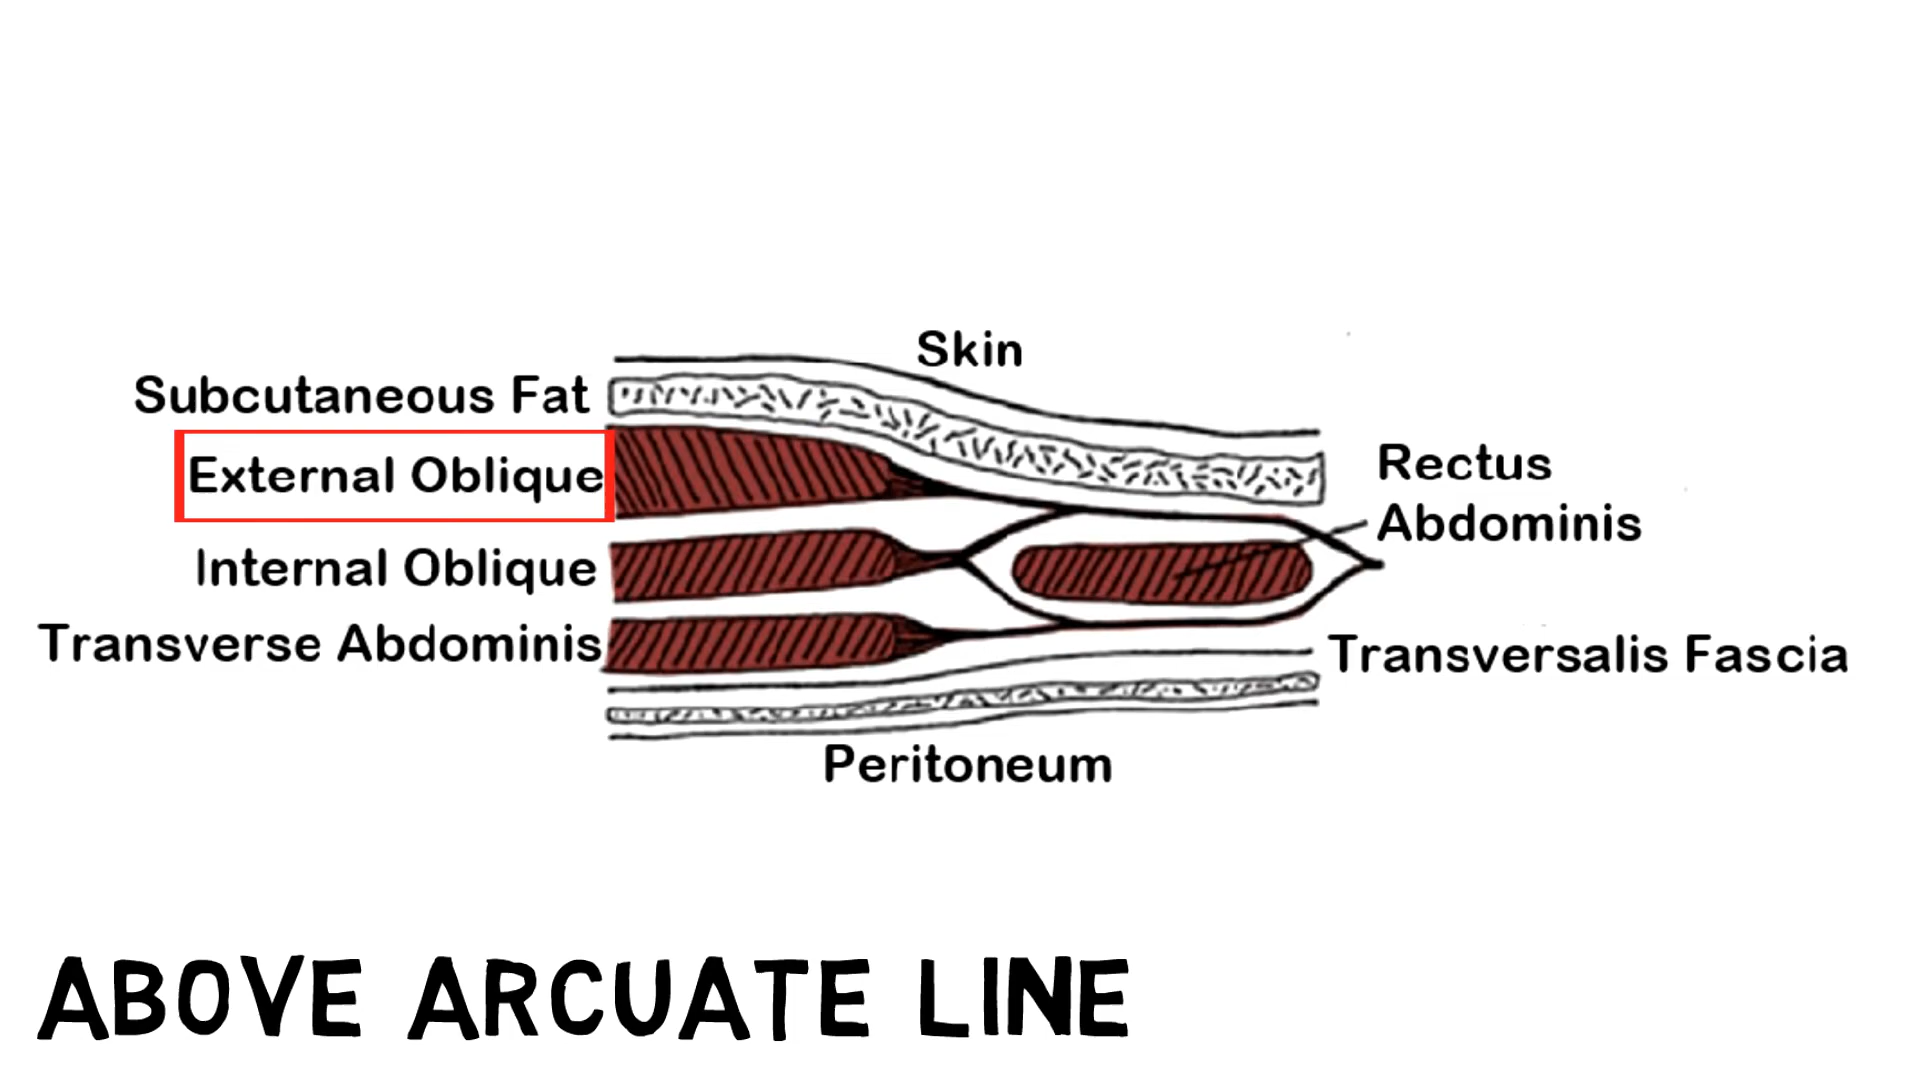 Skin
Subcutaneous Fat
External Oblique
Rectus
Abdominis
Internal Oblique
Transverse Abdominis
Transversalis Fascia
Peritoneum
ABOVE ARCUATE LINE